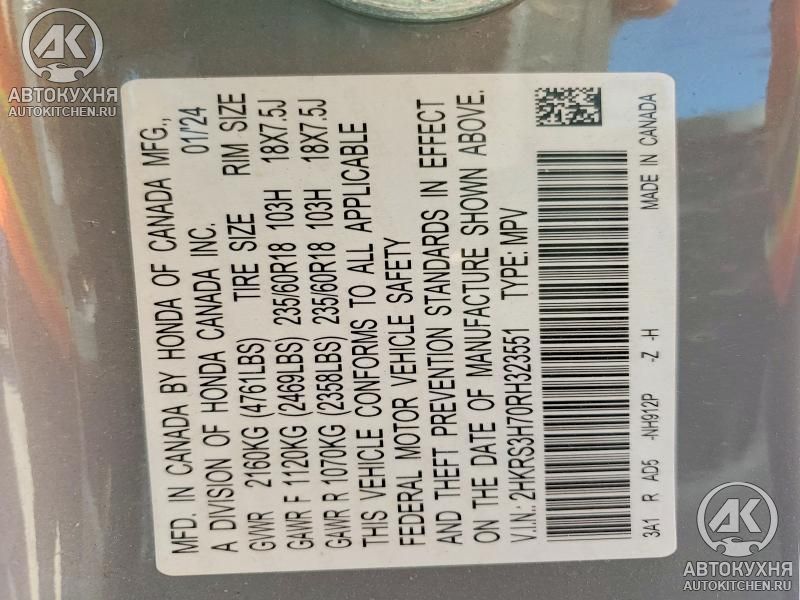 MFD. IN CANADA BY HONDA OF CANADA MFG.,
A DIVISION OF HONDA CANADA INC. 01/'24
GVWR 2160KG (4761LBS) TIRE SIZE RIM SIZE
GAWR F 1120KG (2469LBS) 235/60R18 103H 18X7.5J
GAWR R 1070KG (2358LBS) 235/60R18 103H 18X7.5J
THIS VEHICLE CONFORMS TO ALL APPLICABLE
FEDERAL MOTOR VEHICLE SAFETY
AND THEFT PREVENTION STANDARDS IN EFFECT
ON THE DATE OF MANUFACTURE SHOWN ABOVE.
V.I.N.: 2HKRS3H70RH323551 TYPE: MPV
3A1 R AD5 -NH912P -Z -H MADE IN CANADA
АК
АВТОКУХНЯ
AUTOKITCHEN.RU
АК
АВТОКУХНЯ
AUTOKITCHEN.RU